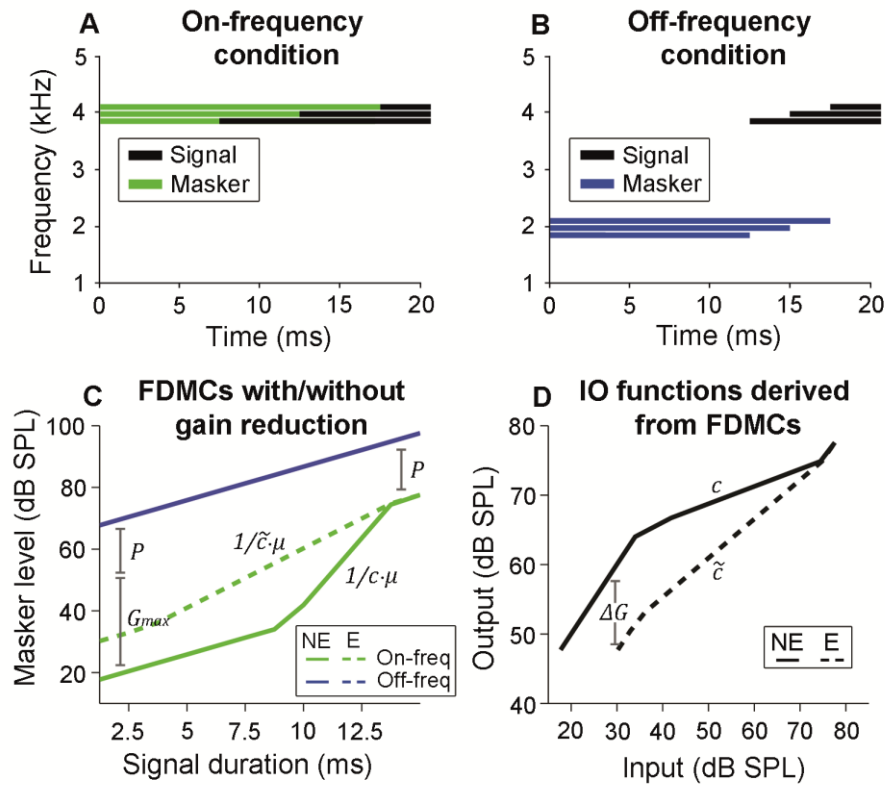 A On-frequency
condition
Frequency (kHz)
5
4
3
2
1
Signal
Masker
0 5 10 15 20
Time (ms)
B Off-frequency
condition
5
4
3
2
1
Signal
Masker
0 5 10 15 20
Time (ms)
C FDMCs with/without
gain reduction
Masker level (dB SPL)
100
80
60
40
20
P
P
Gmax
1/c̃·μ
1/c·μ
NE E
On-freq
Off-freq
2.5 5 7.5 10 12.5
Signal duration (ms)
D IO functions derived
from FDMCs
Output (dB SPL)
80
70
60
50
40
c
c̃
ΔG
NE E
20 30 40 50 60 70 80
Input (dB SPL)